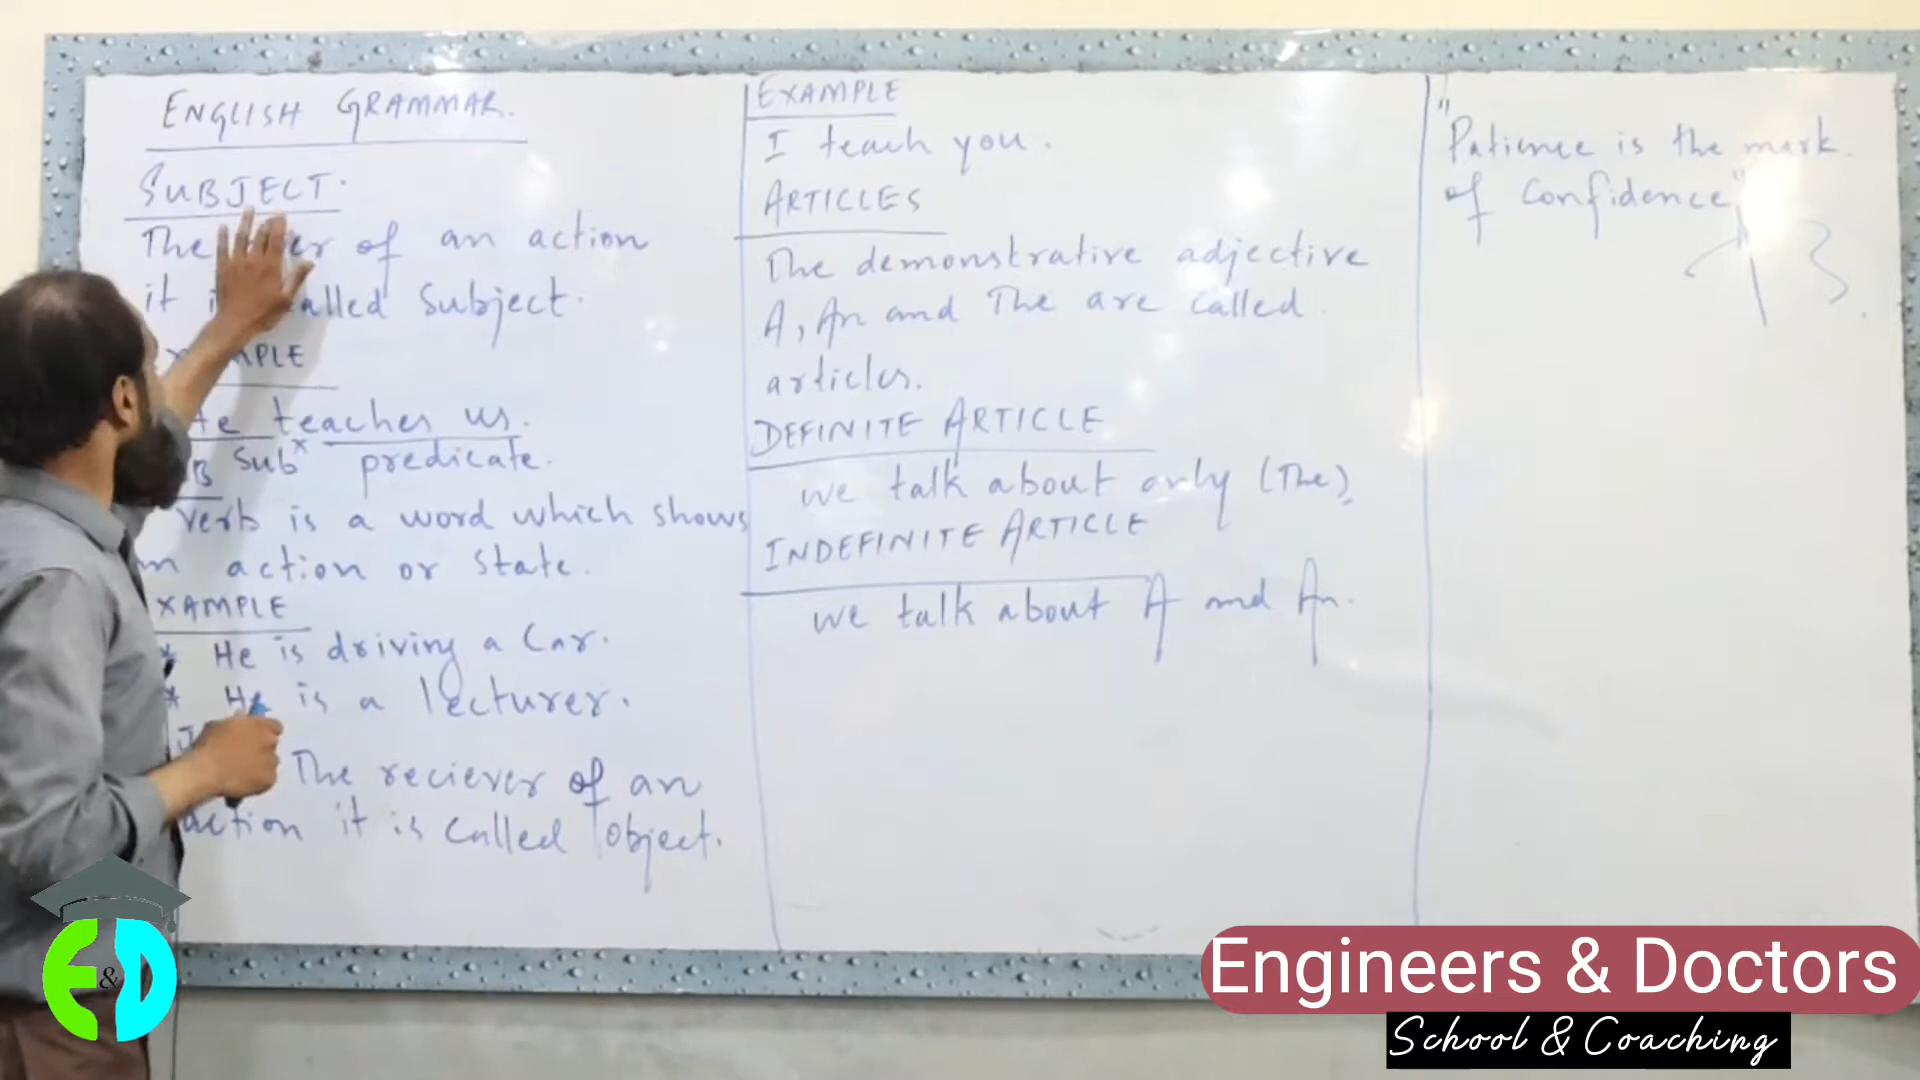 ENGLISH GRAMMAR.
SUBJECT.
The of an action
it called Subject.
teaches us.
Sub predicate.
verb is a word which shows
action or state.
* He is driving a Car.
* He is a lecturer.
The reciever of an
action it is called object.
EXAMPLE
I teach you.
ARTICLES
The demonstrative adjective
A, An and The are called
articles.
DEFINITE ARTICLE
we talk about only (The).
INDEFINITE ARTICLE
we talk about A and An.
"Patience is the mark
of Confidence"
E&D
Engineers & Doctors
School & Coaching